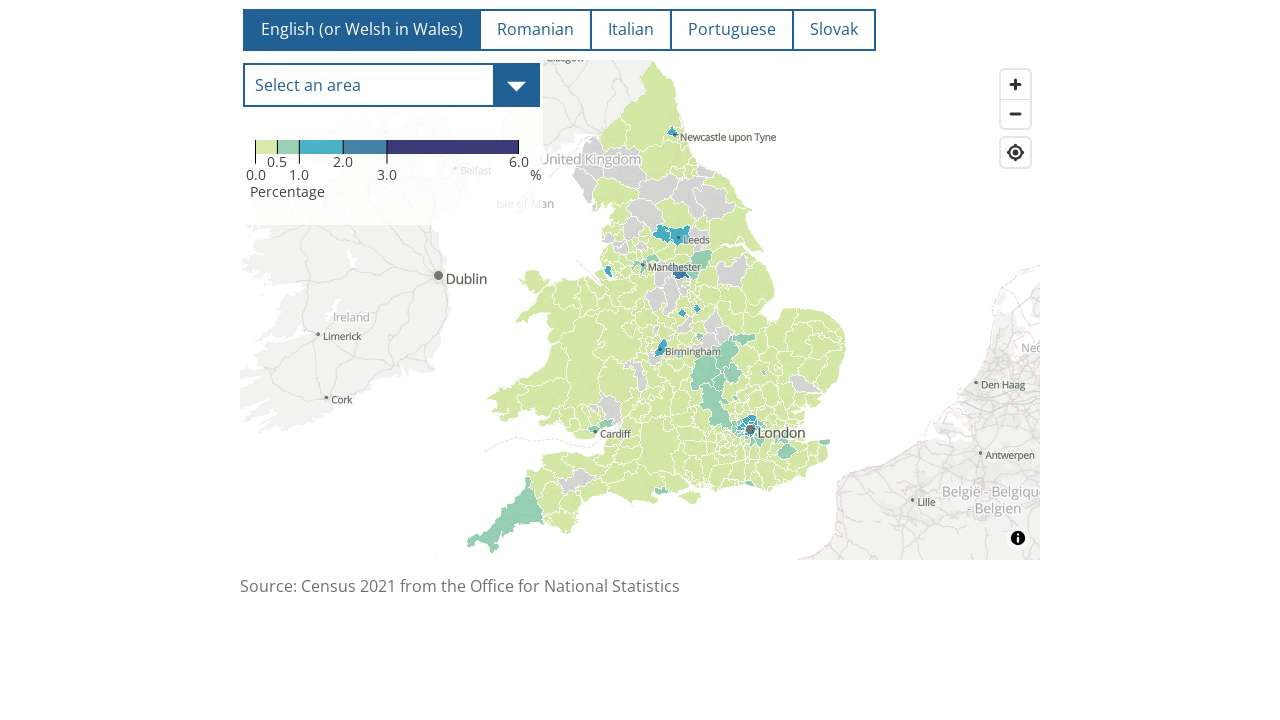 English (or Welsh in Wales)
Romanian
Italian
Portuguese
Slovak
Select an area
0.5
2.0
6.0
0.0
1.0
3.0
%
Percentage
Newcastle upon Tyne
United Kingdom
Belfast
Isle of Man
Leeds
Manchester
Dublin
Ireland
Limerick
Birmingham
Cork
Den Haag
Cardiff
London
Antwerpen
België - Belgique
- Belgien
Lille
Source: Census 2021 from the Office for National Statistics